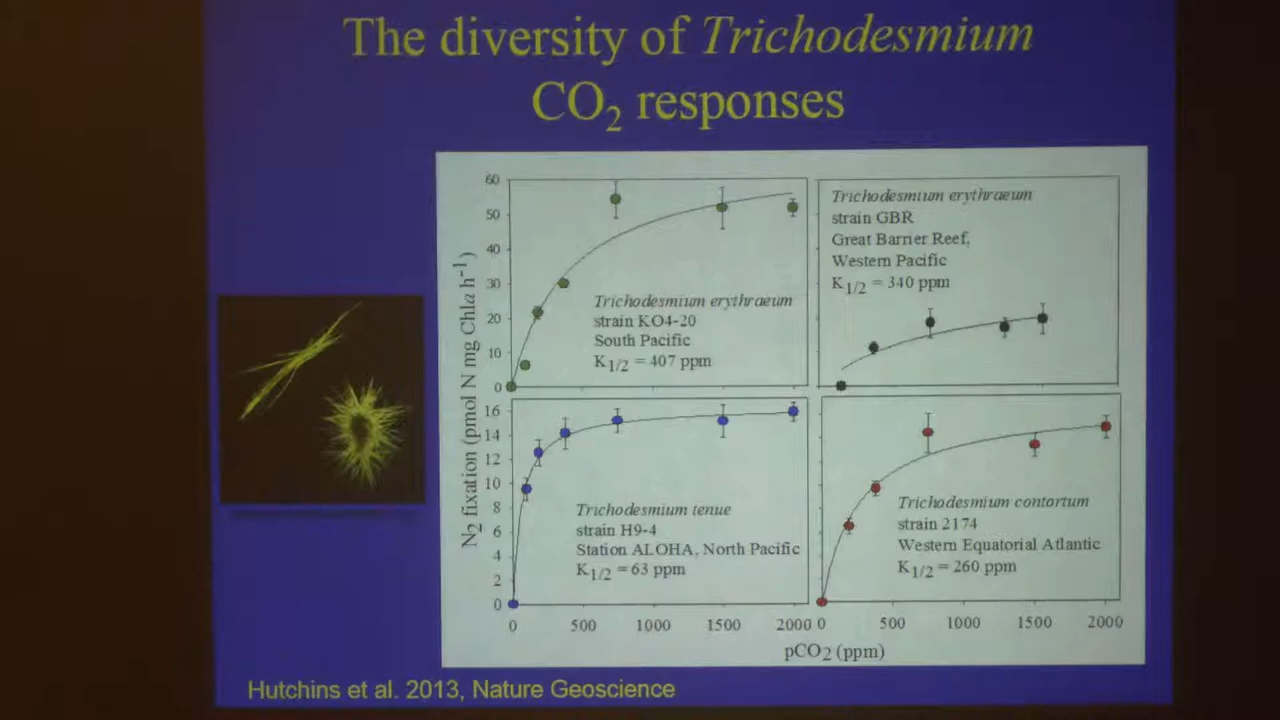 The diversity of Trichodesmium
CO2 responses
N2 fixation (pmol N mg Chla h-1)
60
50
40
30
20
10
0
Trichodesmium erythraeum
strain KO4-20
South Pacific
K1/2 = 407 ppm
Trichodesmium erythraeum
strain GBR
Great Barrier Reef,
Western Pacific
K1/2 = 340 ppm
16
14
12
10
8
6
4
2
0
Trichodesmium tenue
strain H9-4
Station ALOHA, North Pacific
K1/2 = 63 ppm
Trichodesmium contortum
strain 2174
Western Equatorial Atlantic
K1/2 = 260 ppm
0 500 1000 1500 2000 0 500 1000 1500 2000
pCO2 (ppm)
Hutchins et al. 2013, Nature Geoscience